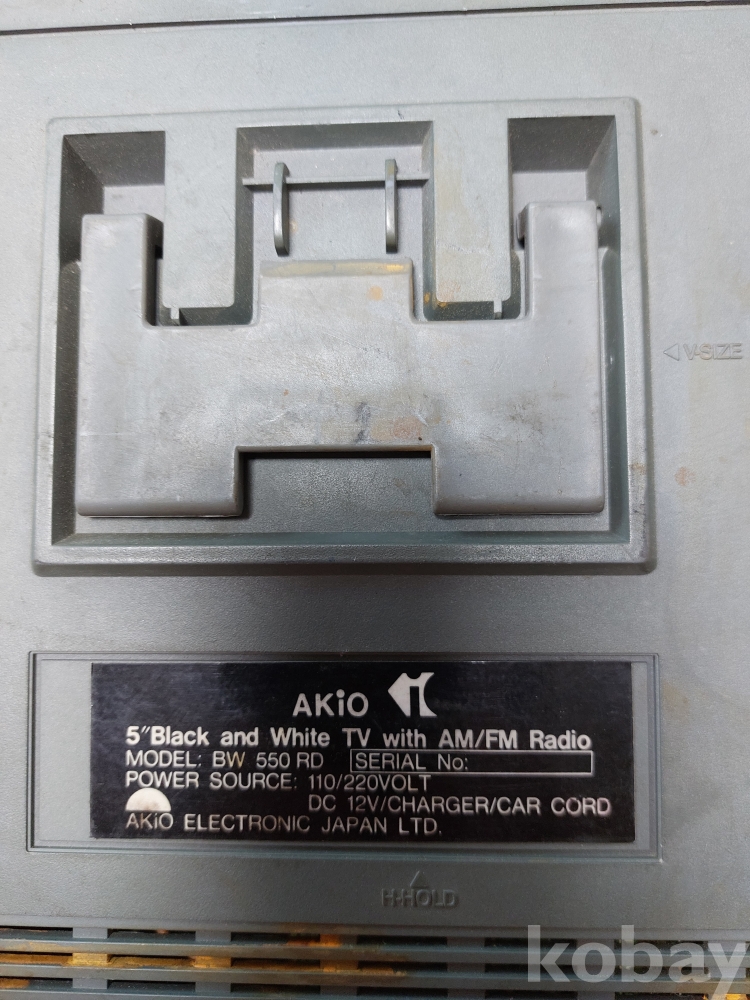 ◁ V-SIZE
AKiO
5"Black and White TV with AM/FM Radio
MODEL: BW 550 RD SERIAL No:
POWER SOURCE: 110/220VOLT
DC 12V/CHARGER/CAR CORD
AKiO ELECTRONIC JAPAN LTD.
△
H-HOLD
kobay